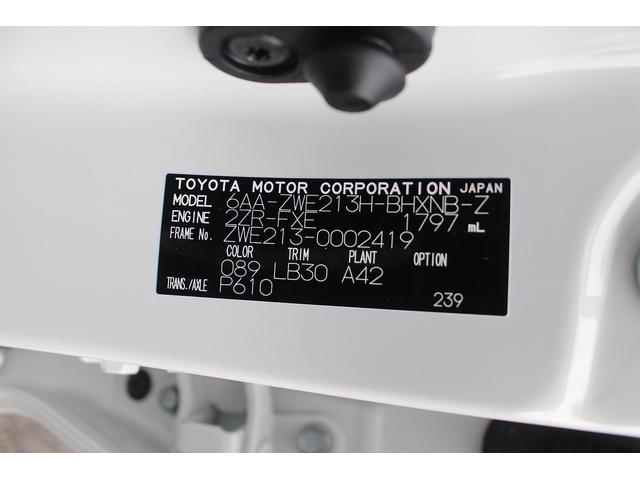 TOYOTA MOTOR CORPORATION JAPAN
MODEL 6AA-ZWE213H-BHXNB-Z
ENGINE 2ZR-FXE 1797 mL
FRAME No. ZWE213-0002419
COLOR TRIM PLANT OPTION
089 LB30 A42
TRANS./AXLE P610
239